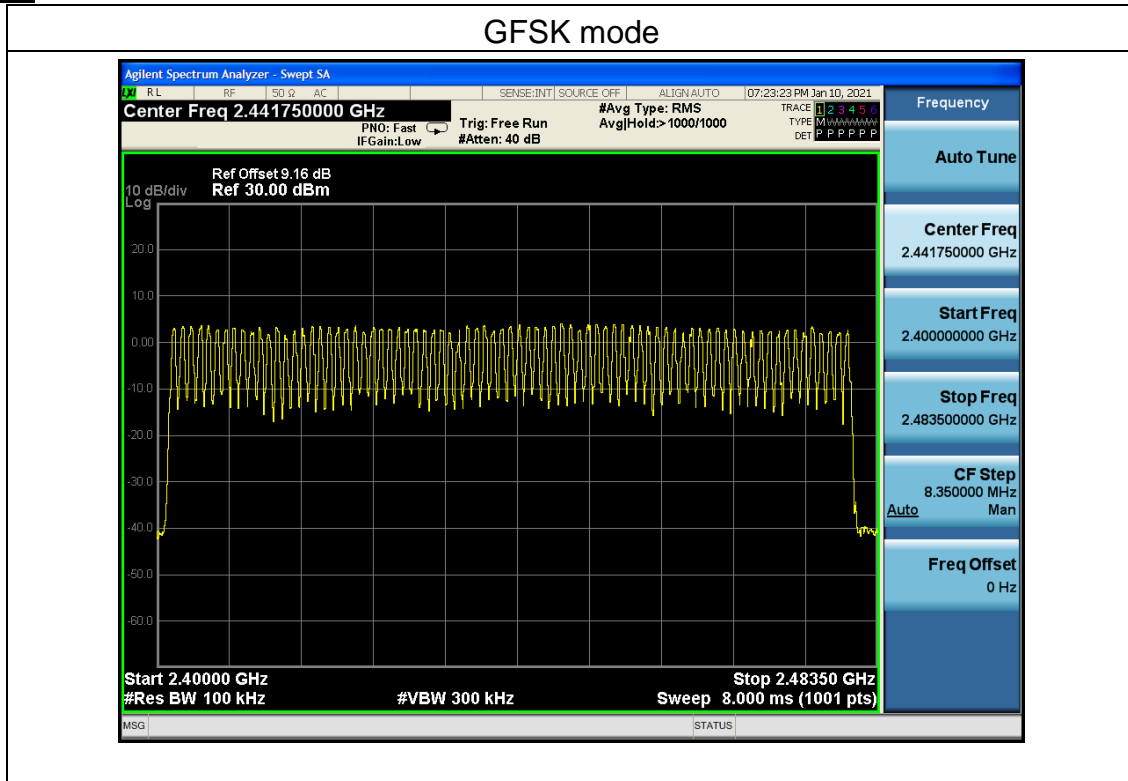 GFSK mode
Agilent Spectrum Analyzer - Swept SA
LXI RL RF 50 Ω AC SENSE:INT SOURCE OFF ALIGN AUTO 07:23:23 PM Jan 10, 2021
Center Freq 2.441750000 GHz
PNO: Fast
IFGain:Low
Trig: Free Run
#Atten: 40 dB
#Avg Type: RMS
Avg|Hold:> 1000/1000
TRACE 1 2 3 4 5 6
TYPE M WWWWW
DET P P P P P P
Ref Offset 9.16 dB
10 dB/div Ref 30.00 dBm
Log
20.0
10.0
0.00
-10.0
-20.0
-30.0
-40.0
-50.0
-60.0
Start 2.40000 GHz Stop 2.48350 GHz
#Res BW 100 kHz #VBW 300 kHz Sweep 8.000 ms (1001 pts)
MSG STATUS
Frequency
Auto Tune
Center Freq
2.441750000 GHz
Start Freq
2.400000000 GHz
Stop Freq
2.483500000 GHz
CF Step
8.350000 MHz
Auto Man
Freq Offset
0 Hz